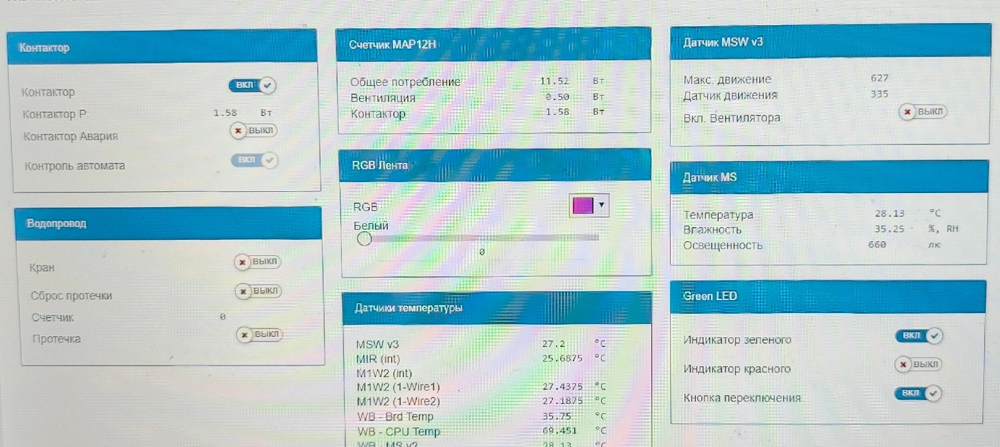 Контактор
Контактор ВКЛ
Контактор P: 1.58 Вт
Контактор Авария ВЫКЛ
Контроль автомата ВКЛ
Водопровод
Кран ВЫКЛ
Сброс протечки ВЫКЛ
Счетчик 0
Протечка ВЫКЛ
Счетчик MAP12H
Общее потребление 11.52 Вт
Вентиляция 0.50 Вт
Контактор 1.58 Вт
RGB Лента
RGB
Белый
0
Датчики температуры
MSW v3 27.2 °C
MIR (int) 25.6875 °C
M1W2 (int)
M1W2 (1-Wire1) 27.4375 °C
M1W2 (1-Wire2) 27.1875 °C
WB - Brd Temp 35.75 °C
WB - CPU Temp 69.451 °C
WB - MS v2 28.13 °C
Датчик MSW v3
Макс. движение 627
Датчик движения 335
Вкл. Вентилятора ВЫКЛ
Датчик MS
Температура 28.13 °C
Влажность 35.25 %, RH
Освещенность 660 лк
Green LED
Индикатор зеленого ВКЛ
Индикатор красного ВЫКЛ
Кнопка переключения ВКЛ